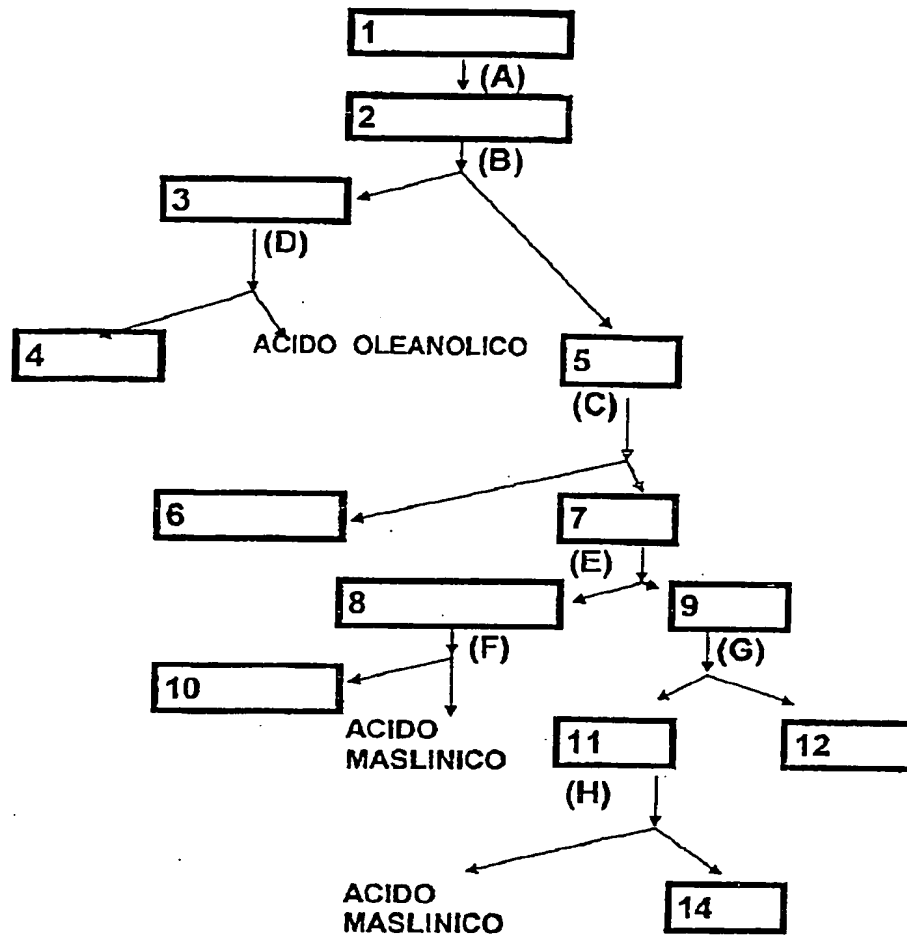 1
(A)
2
(B)
3
(D)
4
ACIDO OLEANOLICO
5
(C)
6
7
(E)
8
9
(F)
(G)
10
ACIDO
MASLINICO
11
12
(H)
ACIDO
MASLINICO
14